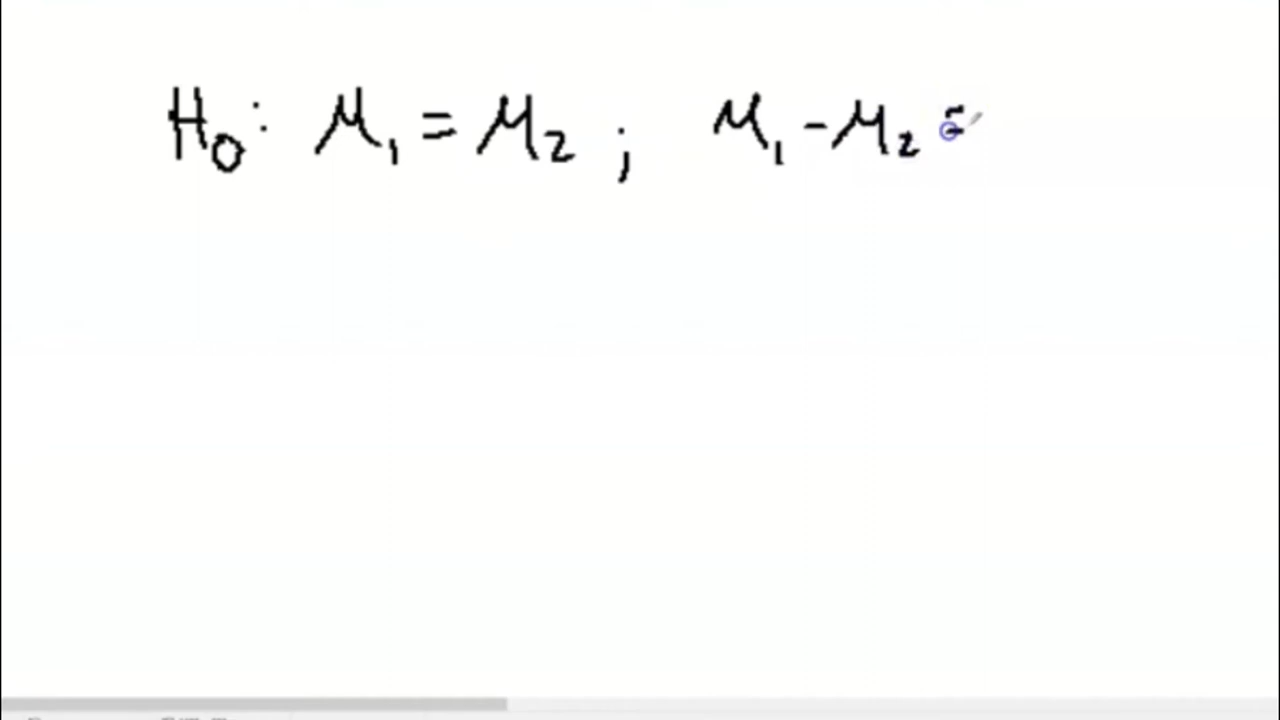 H₀: μ₁ = μ₂ ; μ₁ - μ₂ =